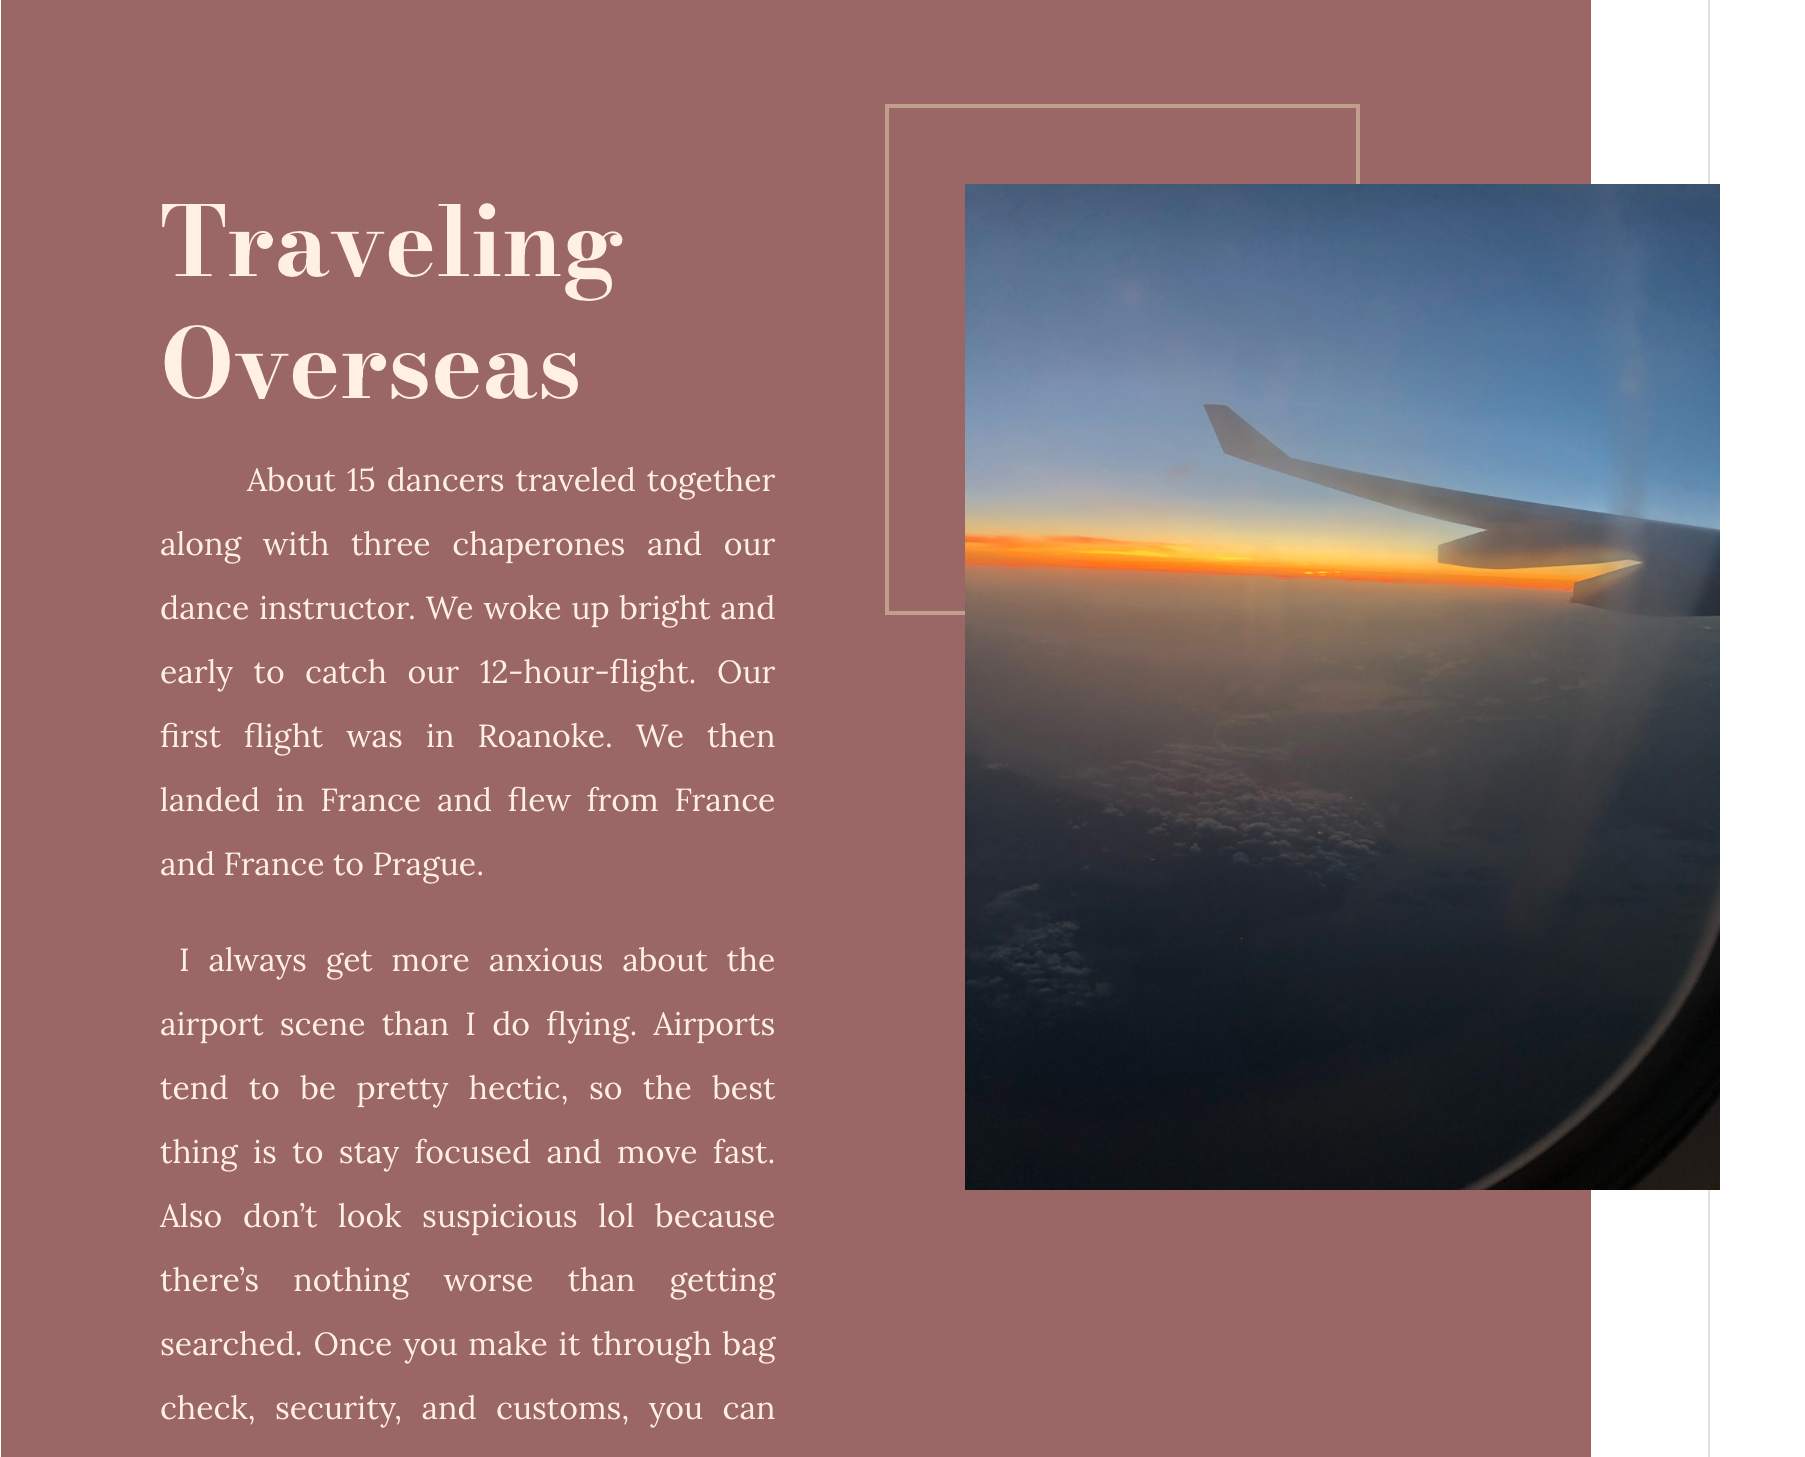 Traveling
Overseas
About 15 dancers traveled together
along with three chaperones and our
dance instructor. We woke up bright and
early to catch our 12-hour-flight. Our
first flight was in Roanoke. We then
landed in France and flew from France
and France to Prague.
I always get more anxious about the
airport scene than I do flying. Airports
tend to be pretty hectic, so the best
thing is to stay focused and move fast.
Also don’t look suspicious lol because
there’s nothing worse than getting
searched. Once you make it through bag
check, security, and customs, you can